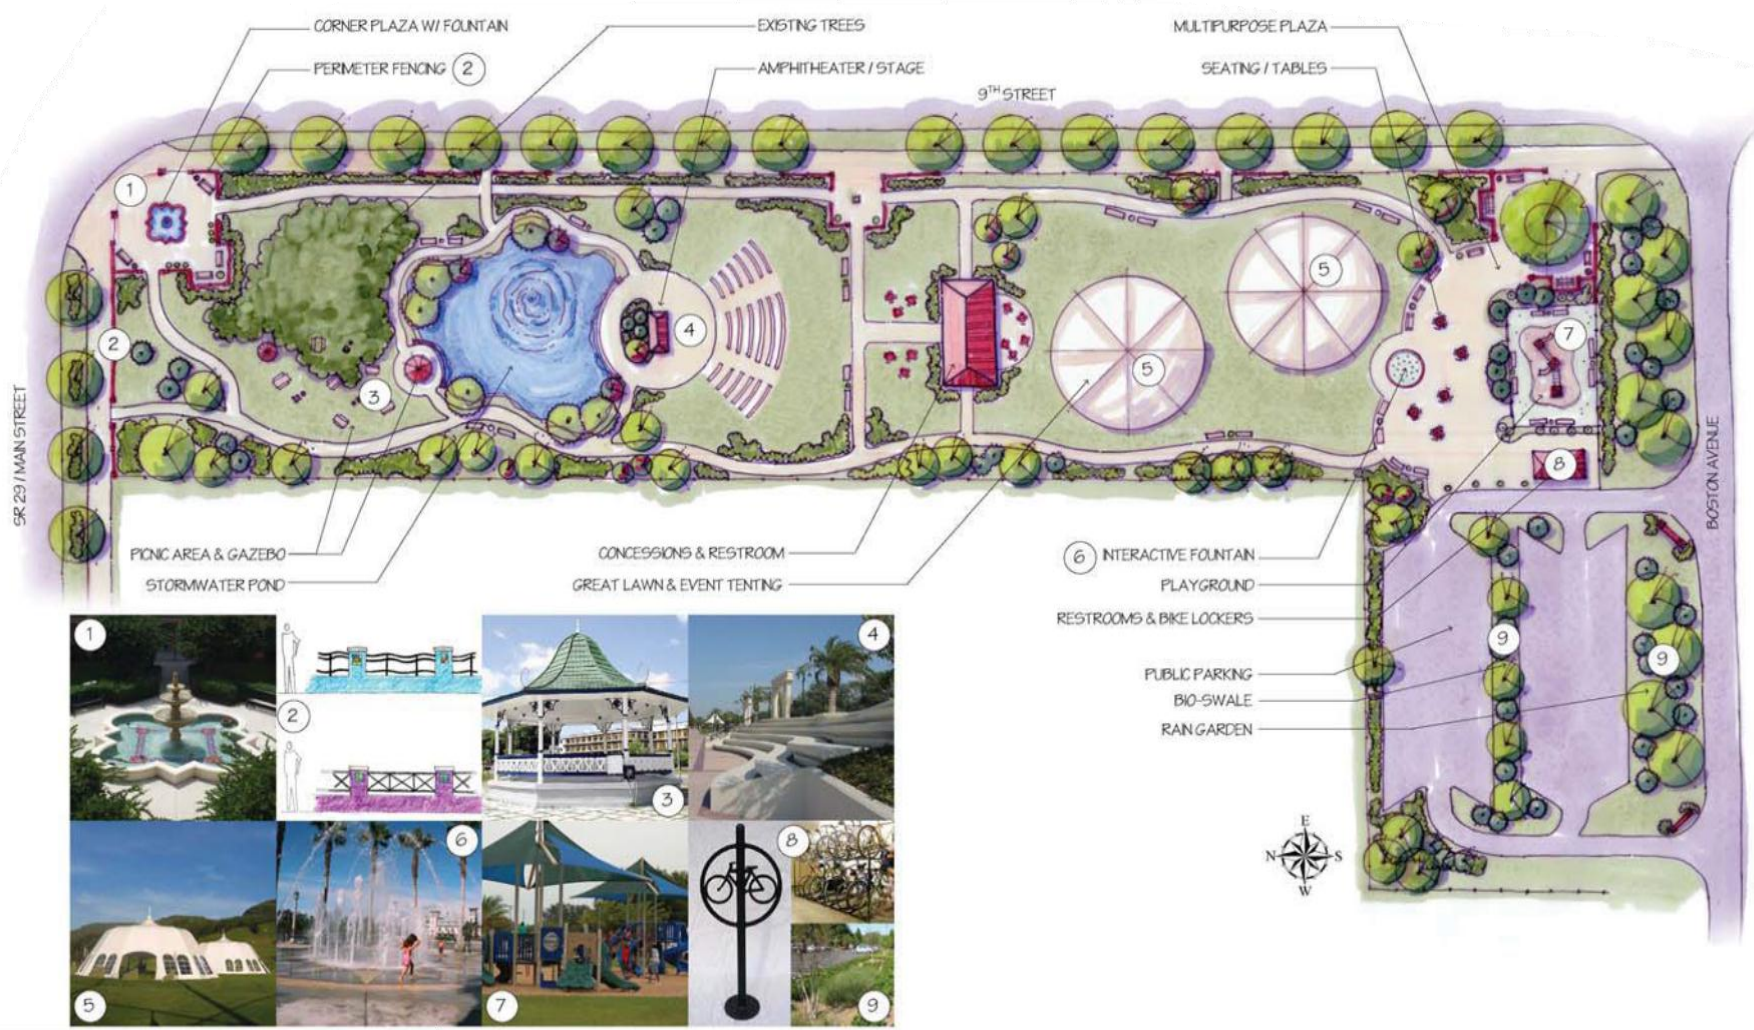 CORNER PLAZA W/ FOUNTAIN
PERIMETER FENCING 2
EXISTING TREES
AMPHITHEATER / STAGE
9TH STREET
MULTIPURPOSE PLAZA
SEATING / TABLES
1
2
3
4
5
5
7
8
9
9
SR 29 / MAIN STREET
BOSTON AVENUE
PICNIC AREA & GAZEBO
STORMWATER POND
CONCESSIONS & RESTROOM
GREAT LAWN & EVENT TENTING
6 INTERACTIVE FOUNTAIN
PLAYGROUND
RESTROOMS & BIKE LOCKERS
PUBLIC PARKING
BIO-SWALE
RAIN GARDEN
E
N S
W
1
2
3
4
5
6
7
8
9